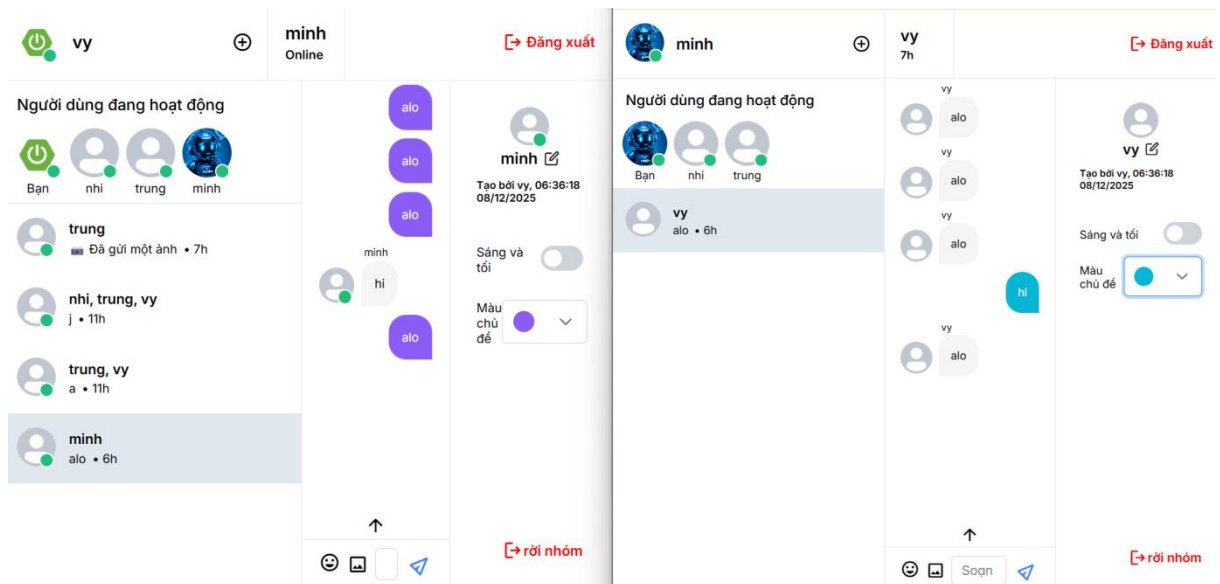 vy
minh
Online
Đăng xuất
Người dùng đang hoạt động
Bạn
nhi
trung
minh
trung
Đã gửi một ảnh • 7h
nhi, trung, vy
j • 11h
trung, vy
a • 11h
minh
alo • 6h
alo
alo
alo
minh
hi
alo
minh
Tạo bởi vy, 06:36:18
08/12/2025
Sáng và
tối
Màu
chủ
đề
rời nhóm
minh
vy
7h
Đăng xuất
Người dùng đang hoạt động
Bạn
nhi
trung
vy
alo • 6h
vy
alo
vy
alo
vy
alo
hi
vy
alo
Soạn
vy
Tạo bởi vy, 06:36:18
08/12/2025
Sáng và tối
Màu
chủ đề
rời nhóm